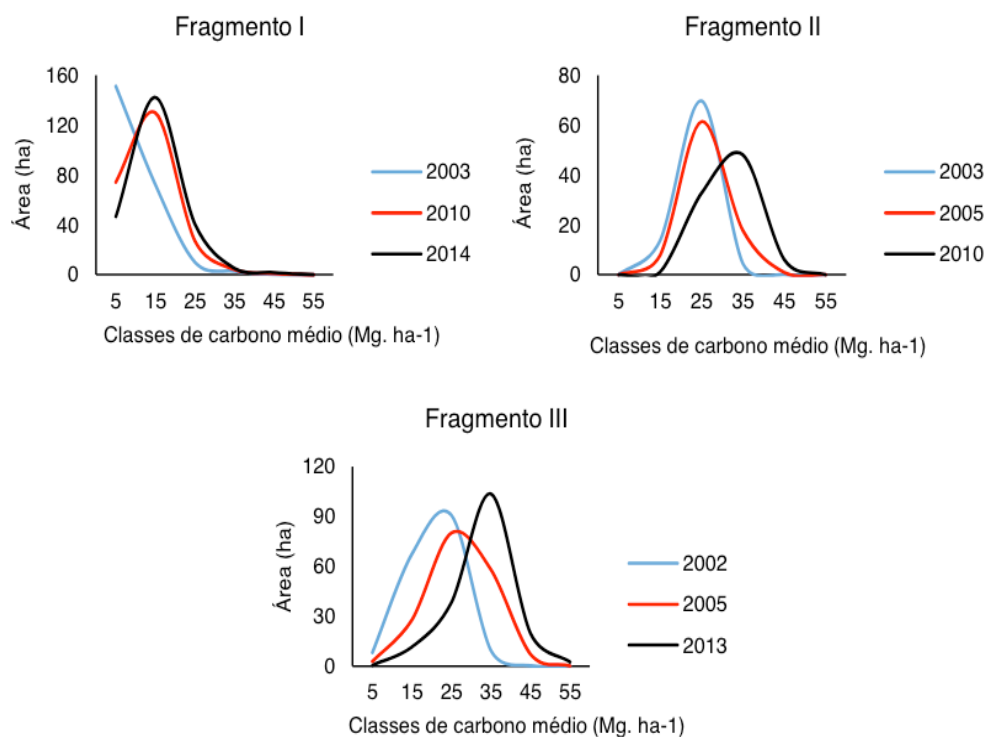 Fragmento I
160
120
80
40
0
Área (ha)
5 15 25 35 45 55
Classes de carbono médio (Mg. ha-1)
2003
2010
2014
Fragmento II
80
60
40
20
0
Área (ha)
5 15 25 35 45 55
Classes de carbono médio (Mg. ha-1)
2003
2005
2010
Fragmento III
120
90
60
30
0
Área (ha)
5 15 25 35 45 55
Classes de carbono médio (Mg. ha-1)
2002
2005
2013